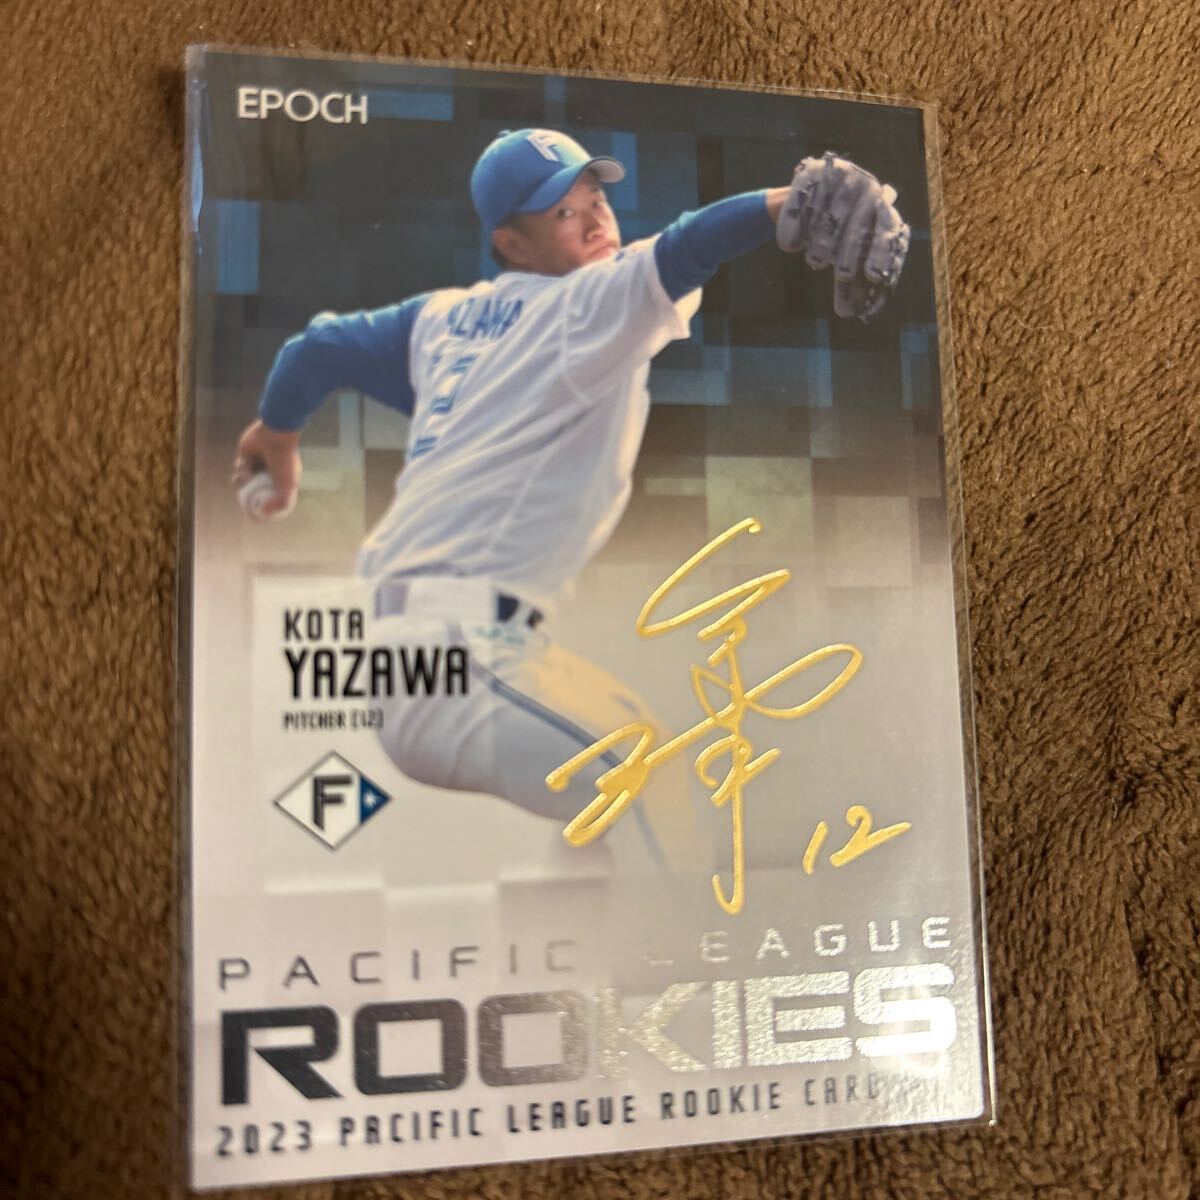 EPOCH
KOTA
YAZAWA
PITCHER [12]
F
12
PACIFIC LEAGUE
ROOKIES
2023 PACIFIC LEAGUE ROOKIE CARD